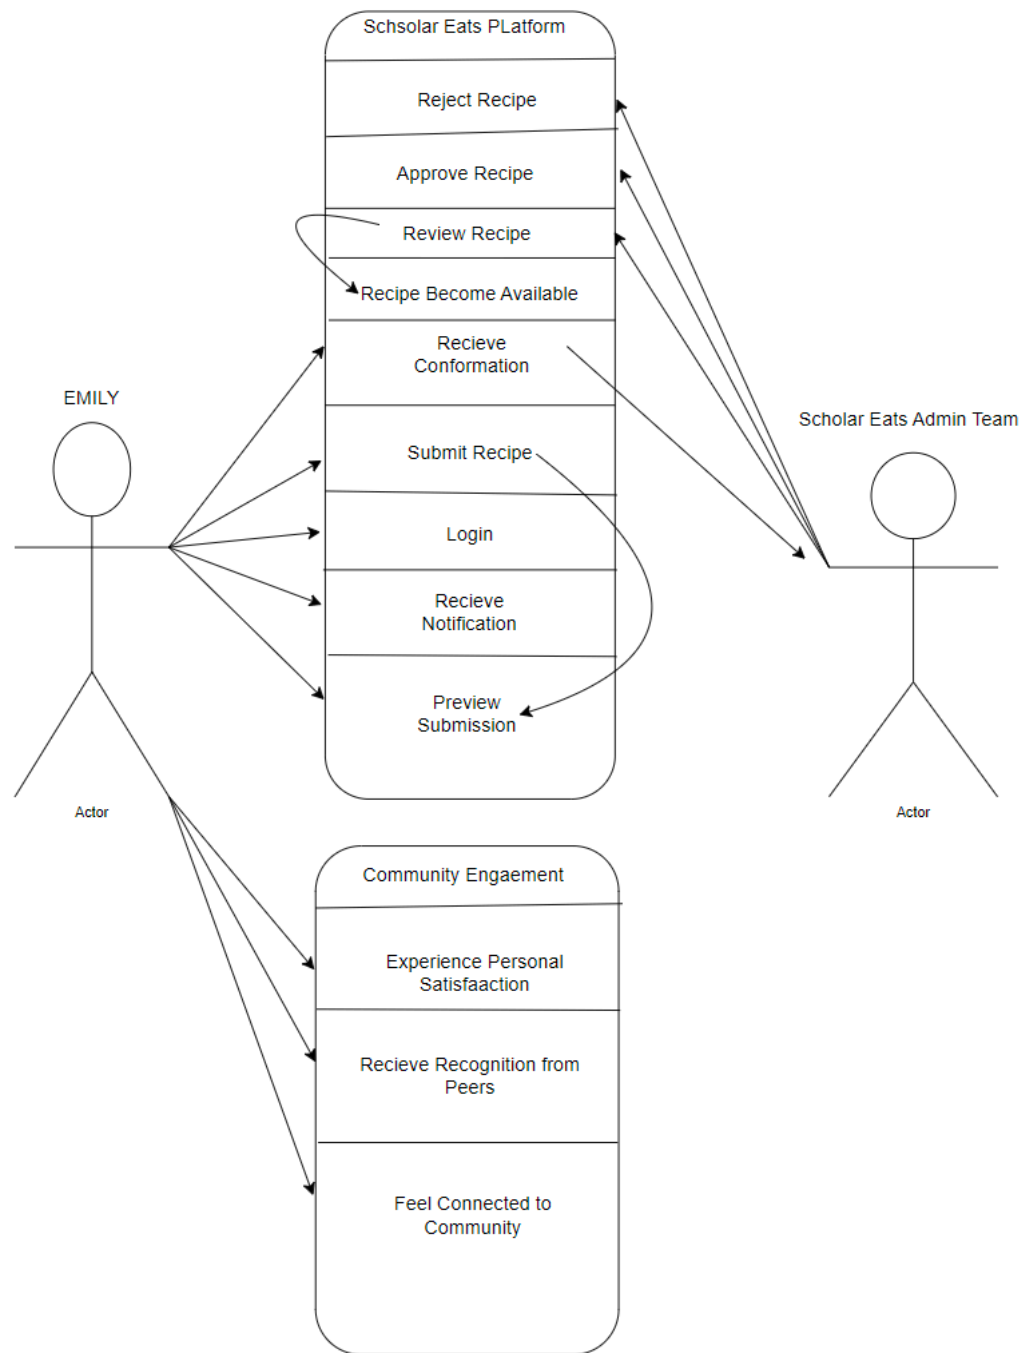 Schsolar Eats PLatform
Reject Recipe
Approve Recipe
Review Recipe
Recipe Become Available
Recieve
Conformation
EMILY
Scholar Eats Admin Team
Submit Recipe
Login
Recieve
Notification
Preview
Submission
Actor
Actor
Community Engaement
Experience Personal
Satisfaaction
Recieve Recognition from
Peers
Feel Connected to
Community